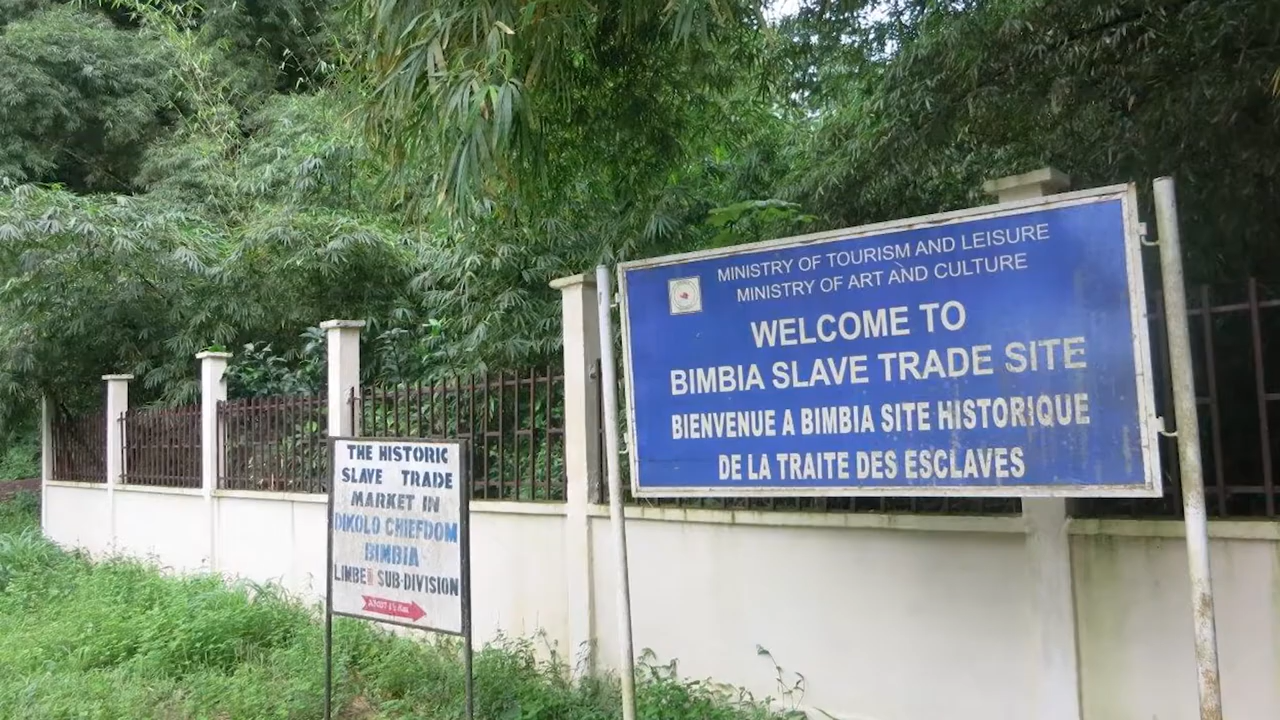 MINISTRY OF TOURISM AND LEISURE
MINISTRY OF ART AND CULTURE
WELCOME TO
BIMBIA SLAVE TRADE SITE
BIENVENUE A BIMBIA SITE HISTORIQUE
DE LA TRAITE DES ESCLAVES
THE HISTORIC
SLAVE TRADE
MARKET IN
DIKOLO CHIEFDOM
BIMBIA
SUB-DIVISION
ABOUT